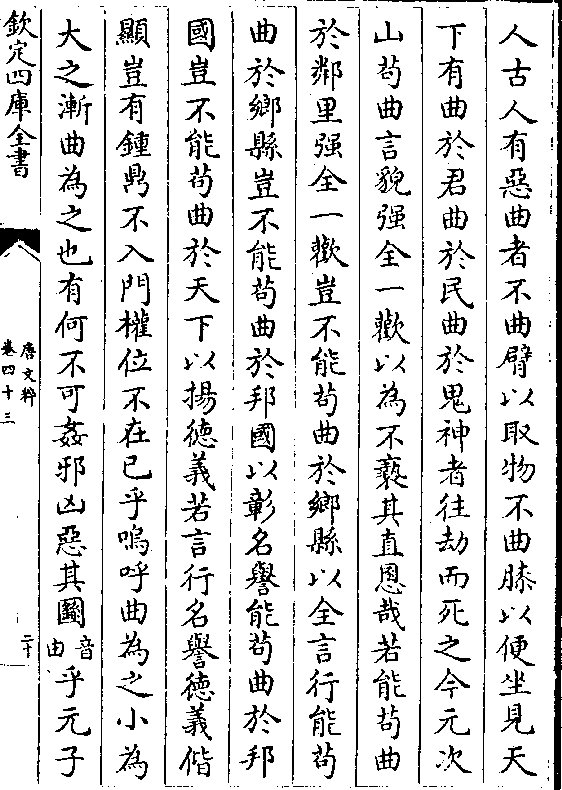 人古人有惡曲者不曲臂以取物不曲膝以便坐見天
下有曲於君曲於民曲於鬼神者往劫而死之今元次
山苟曲言貌强全一歡以為不䙝其直恩哉若能苟曲
於鄰里强全一歡豈不能苟曲於鄉縣以全言行能苟
曲於鄉縣豈不能苟曲於邦國以彰名譽能苟曲於邦
國豈不能苟曲於天下以揚德義若言行名譽德義偕
顯豈有鍾鼎不入門權位不在已乎嗚呼曲為之小為
大之漸曲為之也有何不可姦邪凶惡其圝音由乎元子
欽定四庫全書
唐文粹
卷四十三
二十